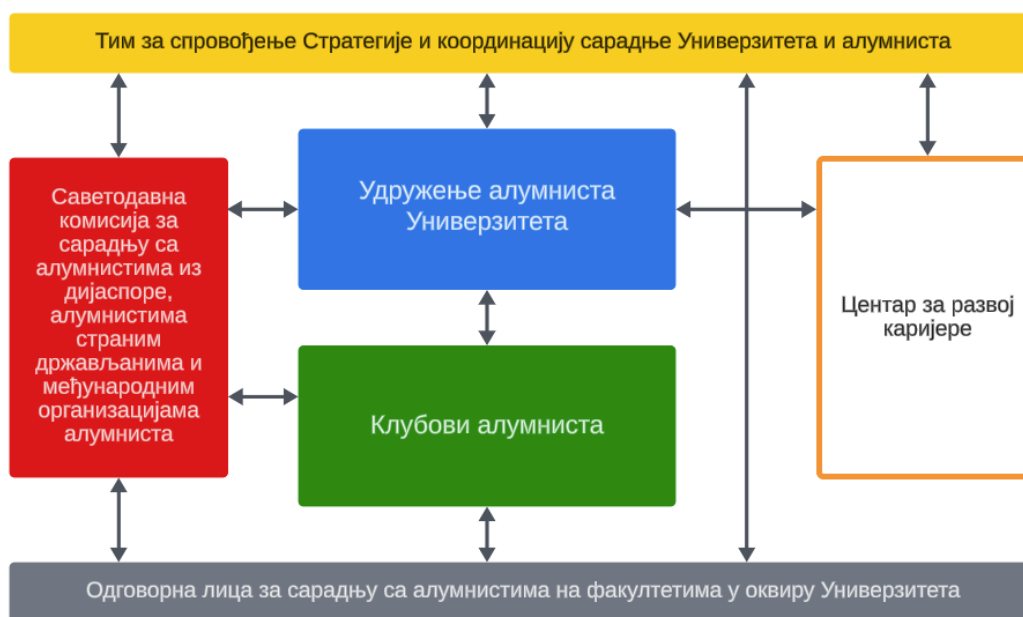 Тим за спровођење Стратегије и координацију сарадње Универзитета и алумниста
Саветодавна
комисија за
сарадњу са
алумнистима из
дијаспоре,
алумнистима
страним
држављанима и
међународним
организацијама
алумниста
Удружење алумниста
Универзитета
Клубови алумниста
Центар за развој
каријере
Одговорна лица за сарадњу са алумнистима на факултетима у оквиру Универзитета